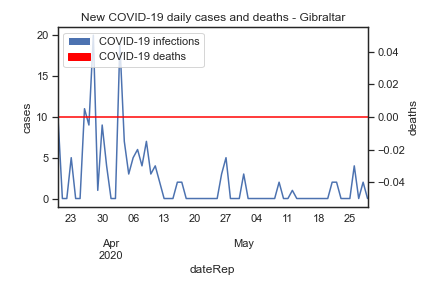 New COVID-19 daily cases and deaths - Gibraltar
COVID-19 infections
COVID-19 deaths
20
15
10
5
0
cases
0.04
0.02
0.00
−0.02
−0.04
deaths
23 30 06 13 20 27 04 11 18 25
Apr May
2020
dateRep